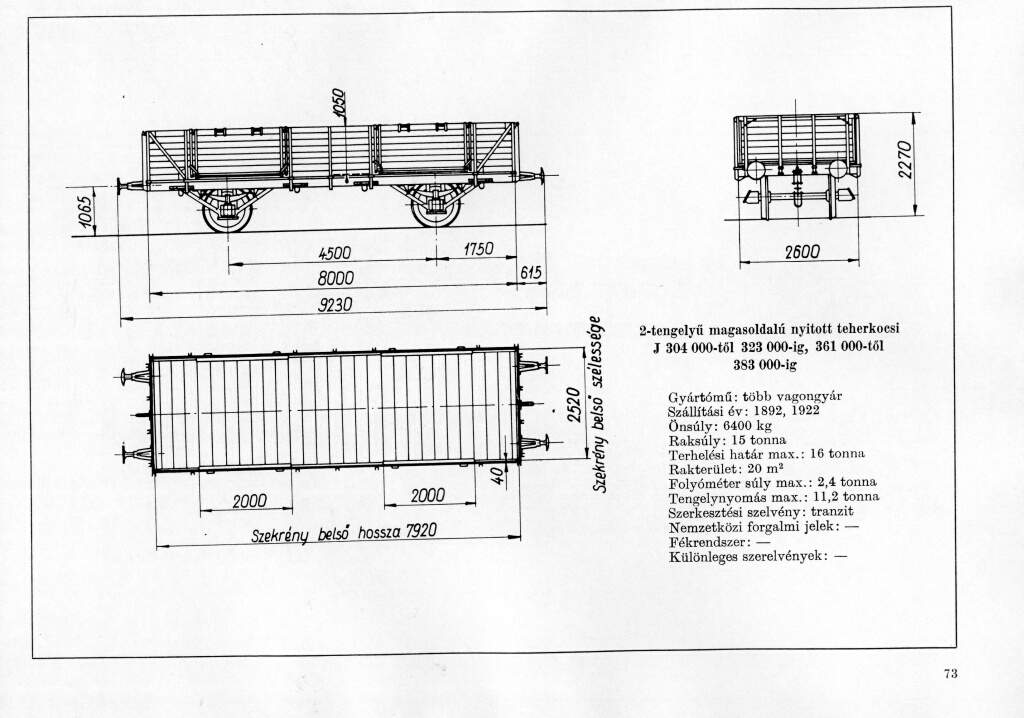 1050
1065
4500
1750
8000
615
9230
2270
2600
2-tengelyű magasoldalú nyitott teherkocsi
J 304 000-től 323 000-ig, 361 000-től
383 000-ig
Gyártómű: több vagongyár
Szállítási év: 1892, 1922
Önsúly: 6400 kg
Raksúly: 15 tonna
Terhelési határ max.: 16 tonna
Rakterület: 20 m²
Folyóméter súly max.: 2,4 tonna
Tengelynyomás max.: 11,2 tonna
Szerkesztési szelvény: tranzit
Nemzetközi forgalmi jelek: —
Fékrendszer: —
Különleges szerelvények: —
2520
Szekrény belső szélessége
40
2000
2000
Szekrény belső hossza 7920
73